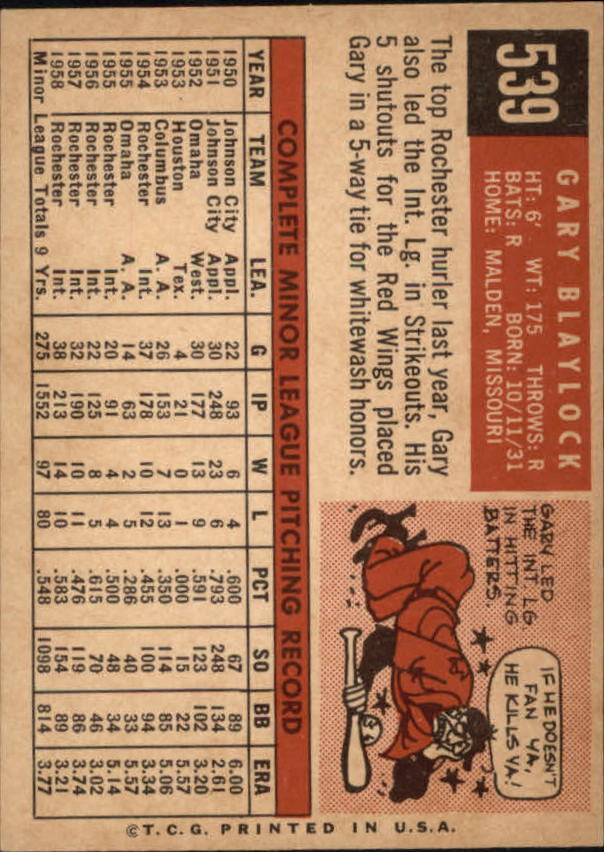 539
GARY BLAYLOCK
HT: 6' WT: 175 THROWS: R
BATS: R BORN: 10/11/31
HOME: MALDEN, MISSOURI
The top Rochester hurler last year, Gary
also led the Int. Lg. in Strikeouts. His
5 shutouts for the Red Wings placed
Gary in a 5-way tie for whitewash honors.
GARY LED
THE INT. LG.
IN HITTING
BATTERS.
IF HE DOESN'T
FAN YA,
HE KILLS YA!
COMPLETE MINOR LEAGUE PITCHING RECORD
YEAR TEAM LEA. G IP W L PCT SO BB ERA
1950 Johnson City Appl. 22 93 6 4 .600 67 89 6.00
1951 Johnson City Appl. 30 248 23 6 .793 248 134 2.61
1952 Omaha West. 30 177 13 9 .591 123 102 3.20
1953 Houston Tex. 4 21 0 1 .000 15 22 5.57
1953 Columbus A. A. 26 153 7 13 .350 114 85 5.06
1954 Rochester Int. 37 178 10 12 .455 100 94 3.34
1955 Omaha A. A. 14 63 2 5 .286 40 33 5.57
1955 Rochester Int. 20 91 4 4 .500 48 34 5.14
1956 Rochester Int. 22 125 8 5 .615 70 46 3.02
1957 Rochester Int. 32 190 10 11 .476 119 86 3.74
1958 Rochester Int. 38 213 14 10 .583 154 89 3.21
Minor League Totals 9 Yrs. 275 1552 97 80 .548 1098 814 3.77
©T.C.G. PRINTED IN U.S.A.